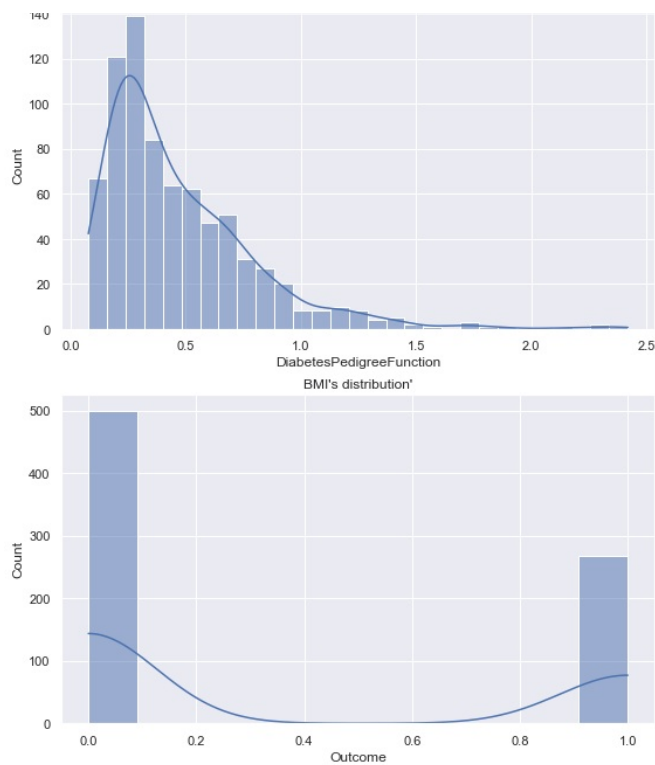 140
120
100
80
60
40
20
0
Count
0.0 0.5 1.0 1.5 2.0 2.5
DiabetesPedigreeFunction
BMI's distribution'
500
400
300
200
100
0
Count
0.0 0.2 0.4 0.6 0.8 1.0
Outcome